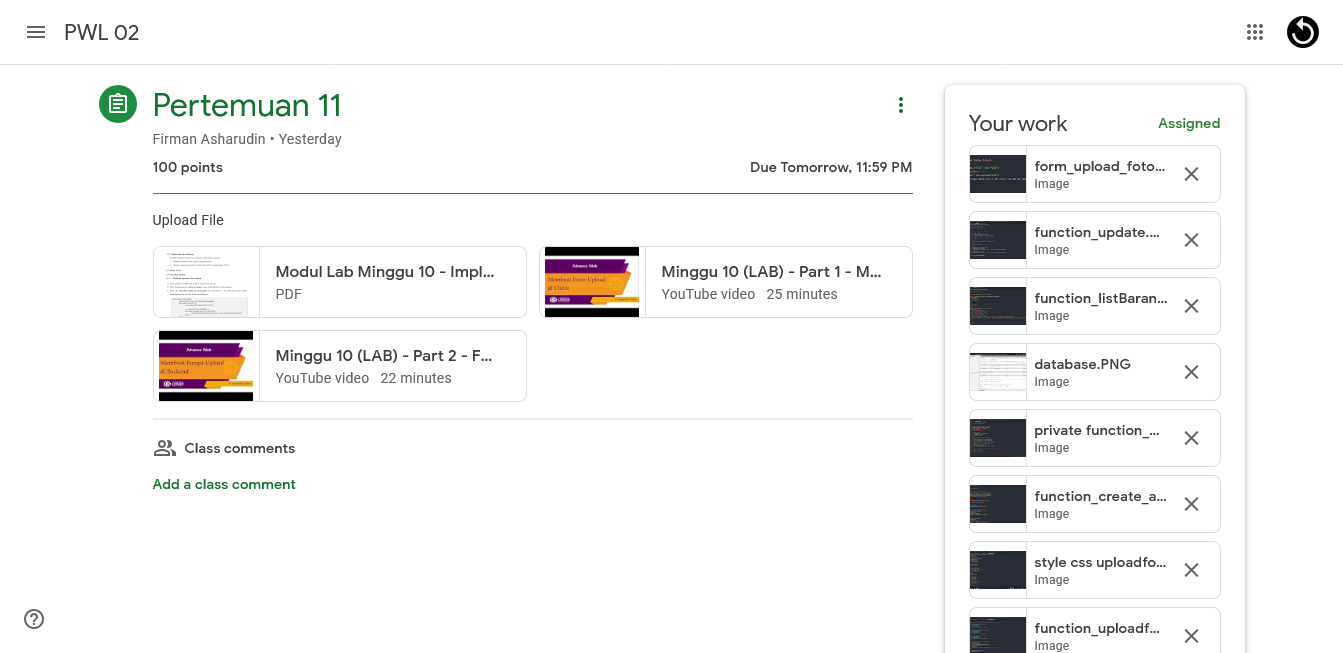 PWL 02
Pertemuan 11
Firman Asharudin • Yesterday
100 points
Due Tomorrow, 11:59 PM
Upload File
Modul Lab Minggu 10 - Impl...
PDF
Advance Web
Membuat Form Upload
di Client
Minggu 10 (LAB) - Part 1 - M...
YouTube video 25 minutes
Advance Web
Membuat Fungsi Upload
di Backend
Minggu 10 (LAB) - Part 2 - F...
YouTube video 22 minutes
Class comments
Add a class comment
Your work
Assigned
form_upload_foto...
Image
function_update....
Image
function_listBaran...
Image
database.PNG
Image
private function_...
Image
function_create_a...
Image
style css uploadfo...
Image
function_uploadf...
Image